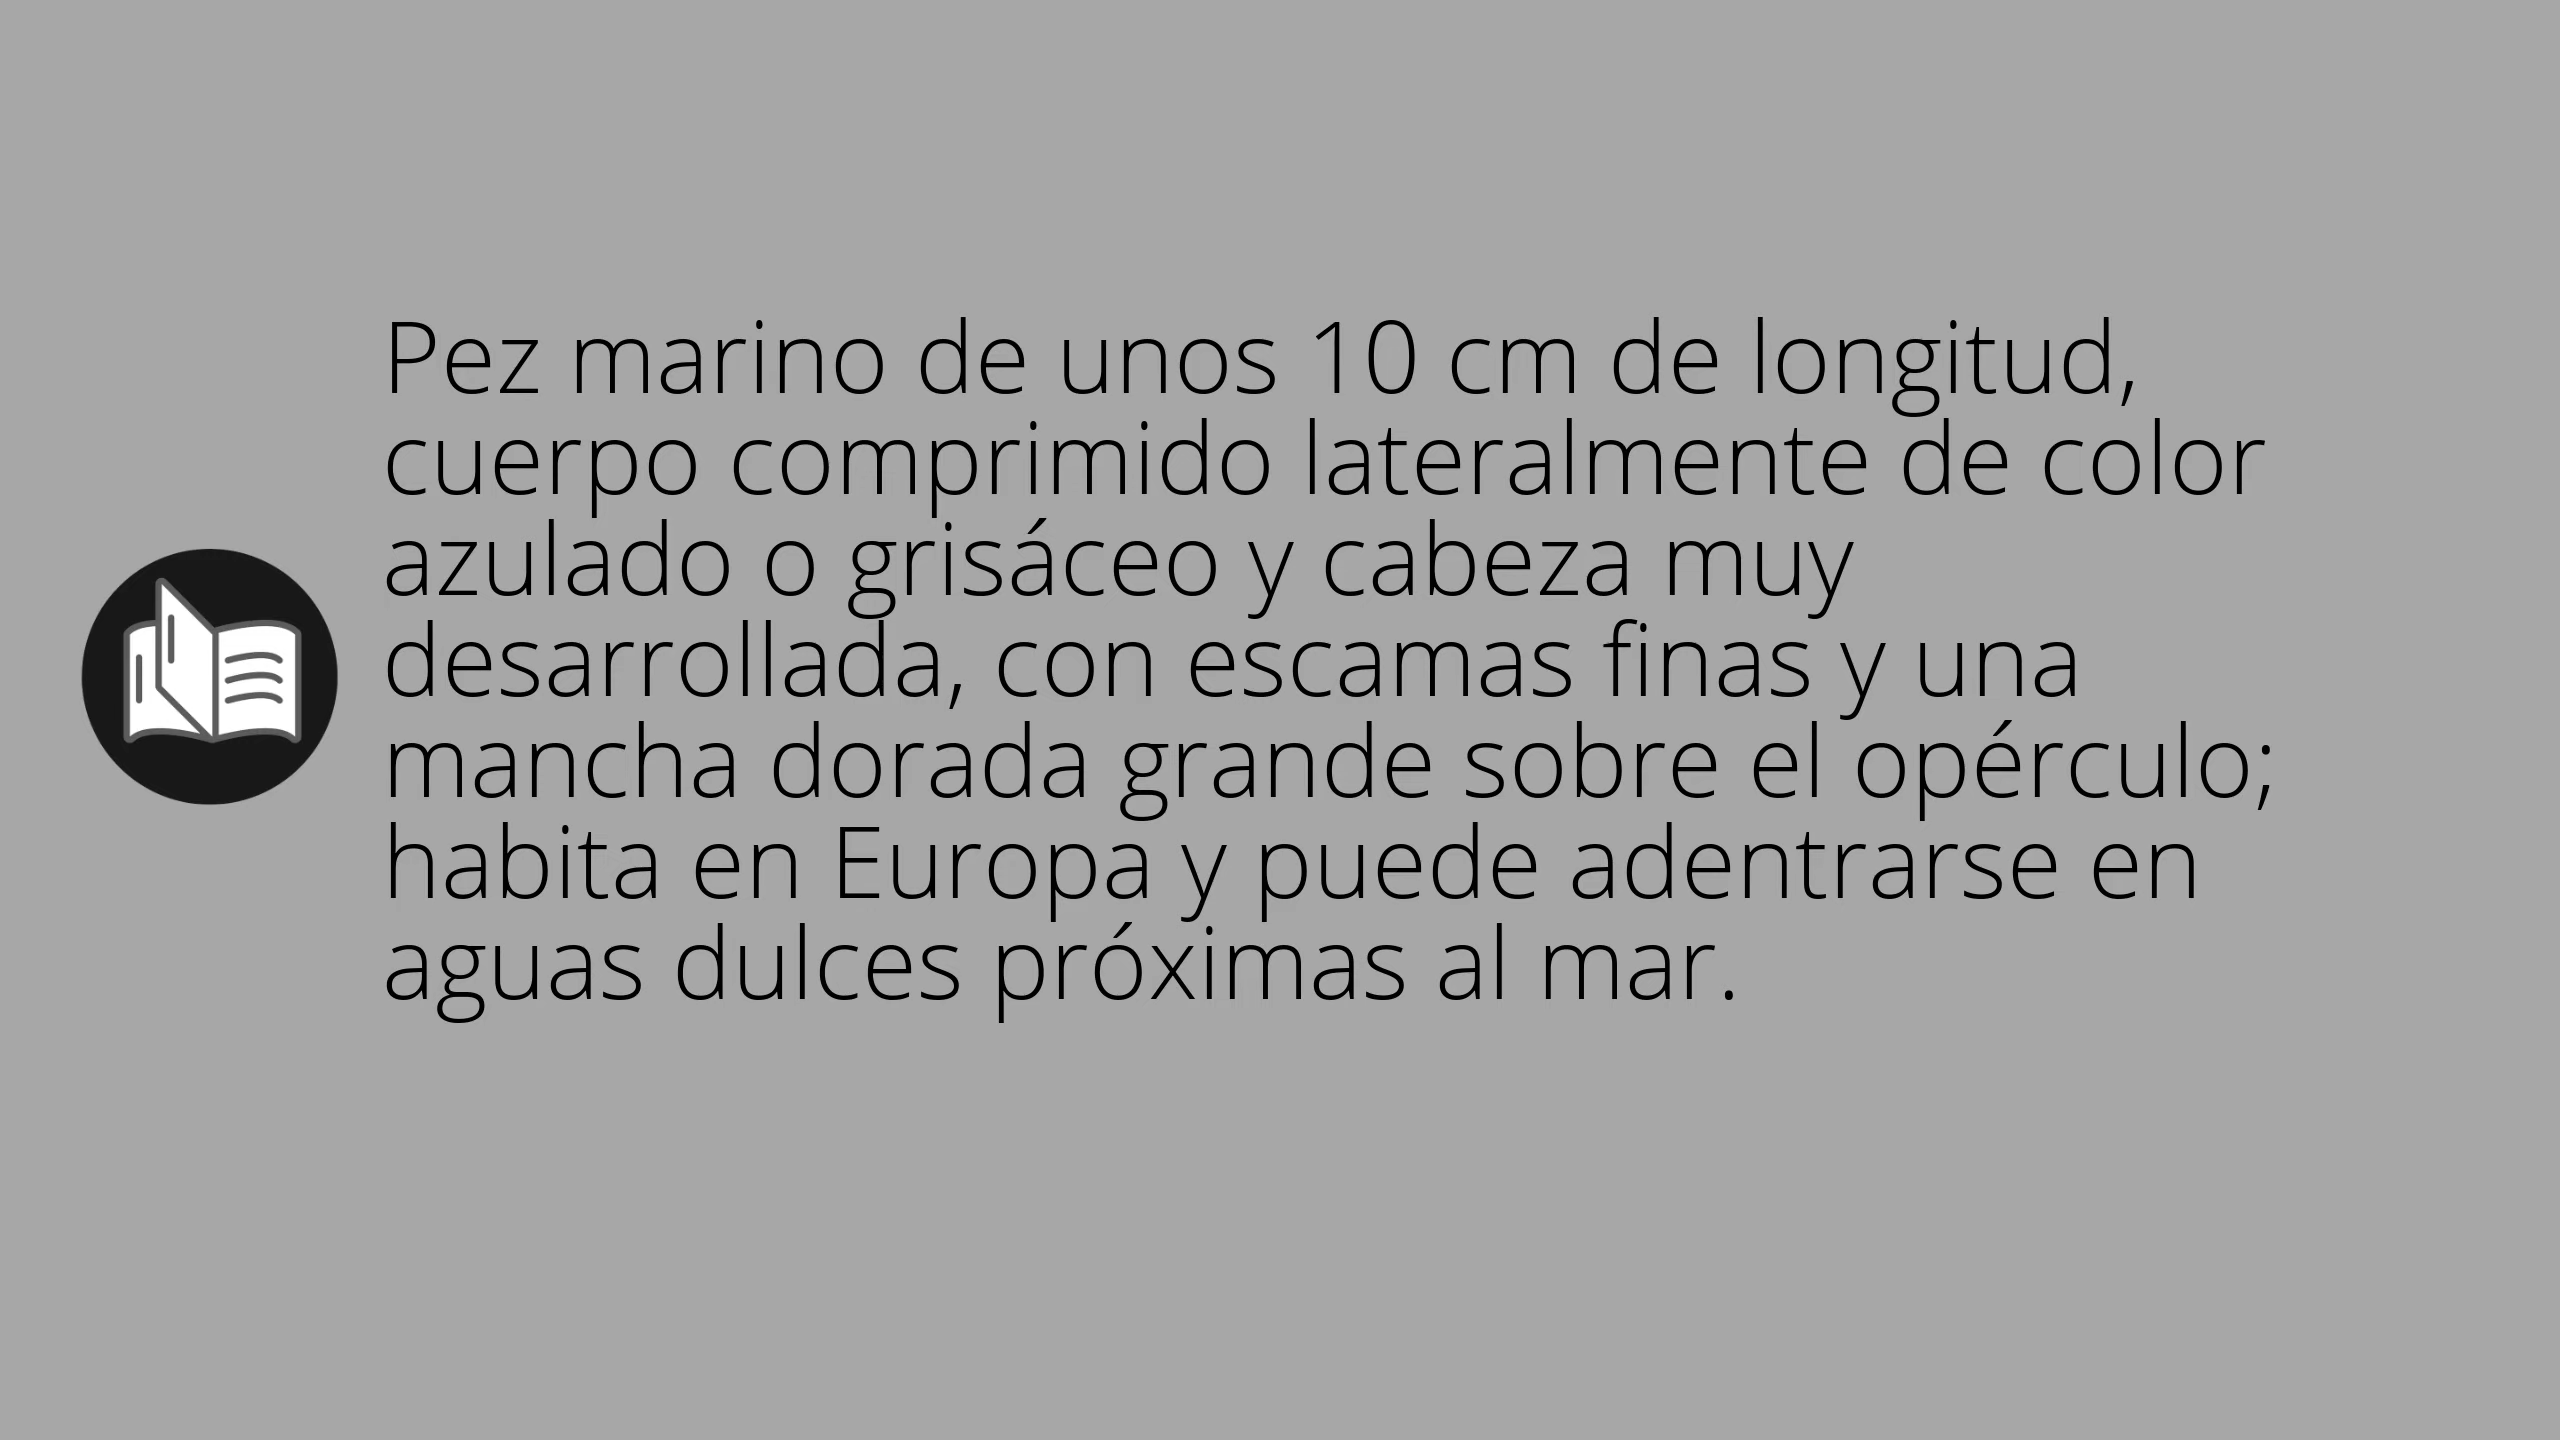 Pez marino de unos 10 cm de longitud,
cuerpo comprimido lateralmente de color
azulado o grisáceo y cabeza muy
desarrollada, con escamas finas y una
mancha dorada grande sobre el opérculo;
habita en Europa y puede adentrarse en
aguas dulces próximas al mar.